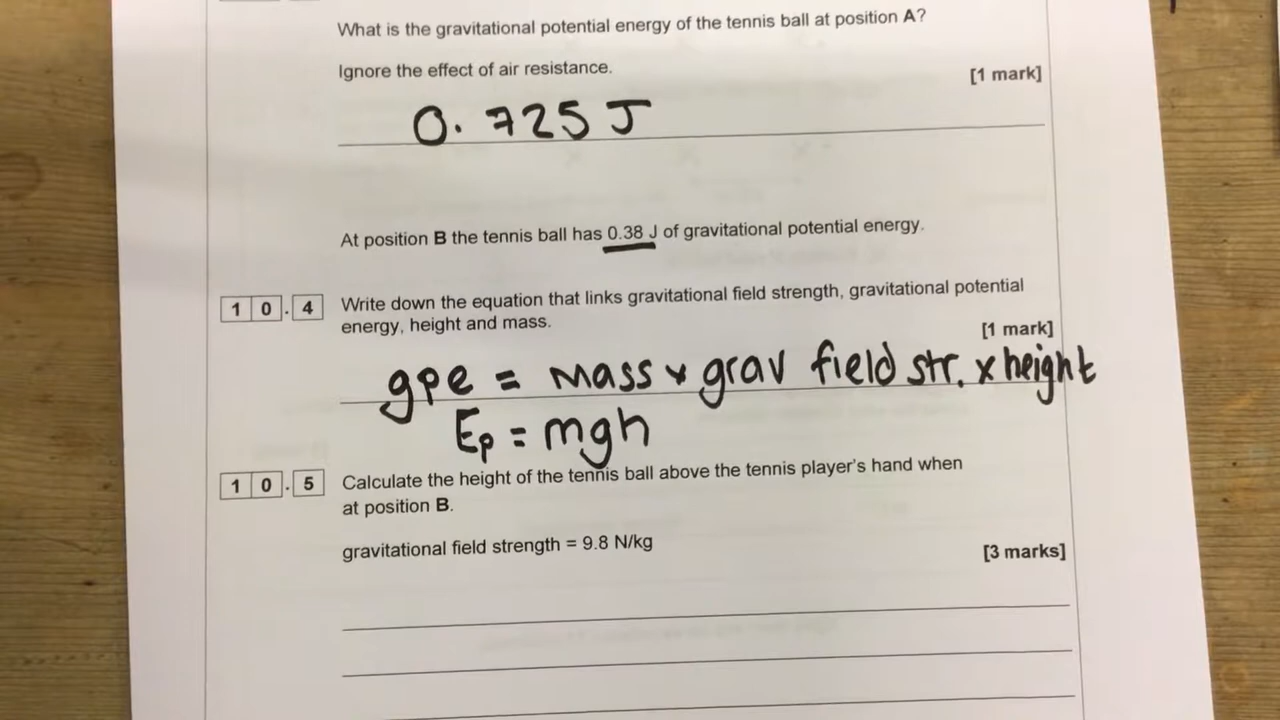 What is the gravitational potential energy of the tennis ball at position A?
Ignore the effect of air resistance.
[1 mark]
0.725 J
At position B the tennis ball has 0.38 J of gravitational potential energy.
1 0 . 4 Write down the equation that links gravitational field strength, gravitational potential
energy, height and mass.
[1 mark]
gpe = mass x grav field str. x height
Ep = mgh
1 0 . 5 Calculate the height of the tennis ball above the tennis player's hand when
at position B.
gravitational field strength = 9.8 N/kg
[3 marks]